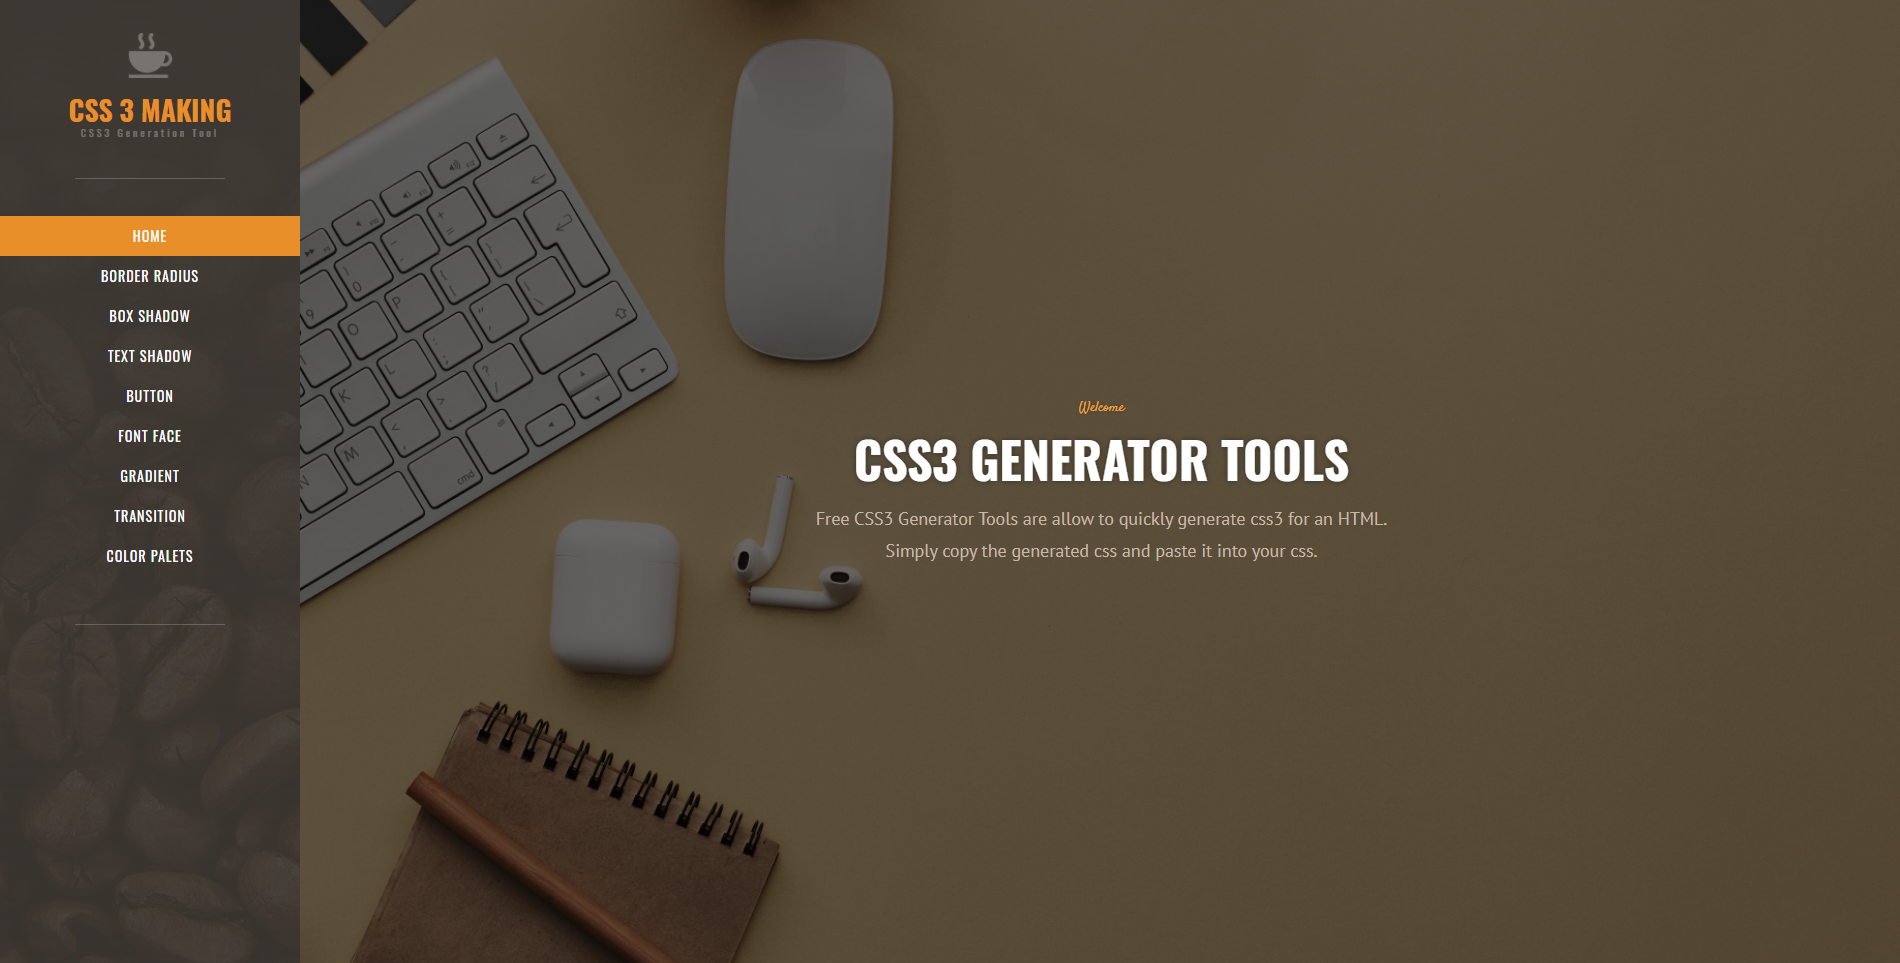 CSS 3 MAKING
CSS3 Generation Tool
HOME
BORDER RADIUS
BOX SHADOW
TEXT SHADOW
BUTTON
FONT FACE
GRADIENT
TRANSITION
COLOR PALETS
Welcome
CSS3 GENERATOR TOOLS
Free CSS3 Generator Tools are allow to quickly generate css3 for an HTML.
Simply copy the generated css and paste it into your css.
cmd